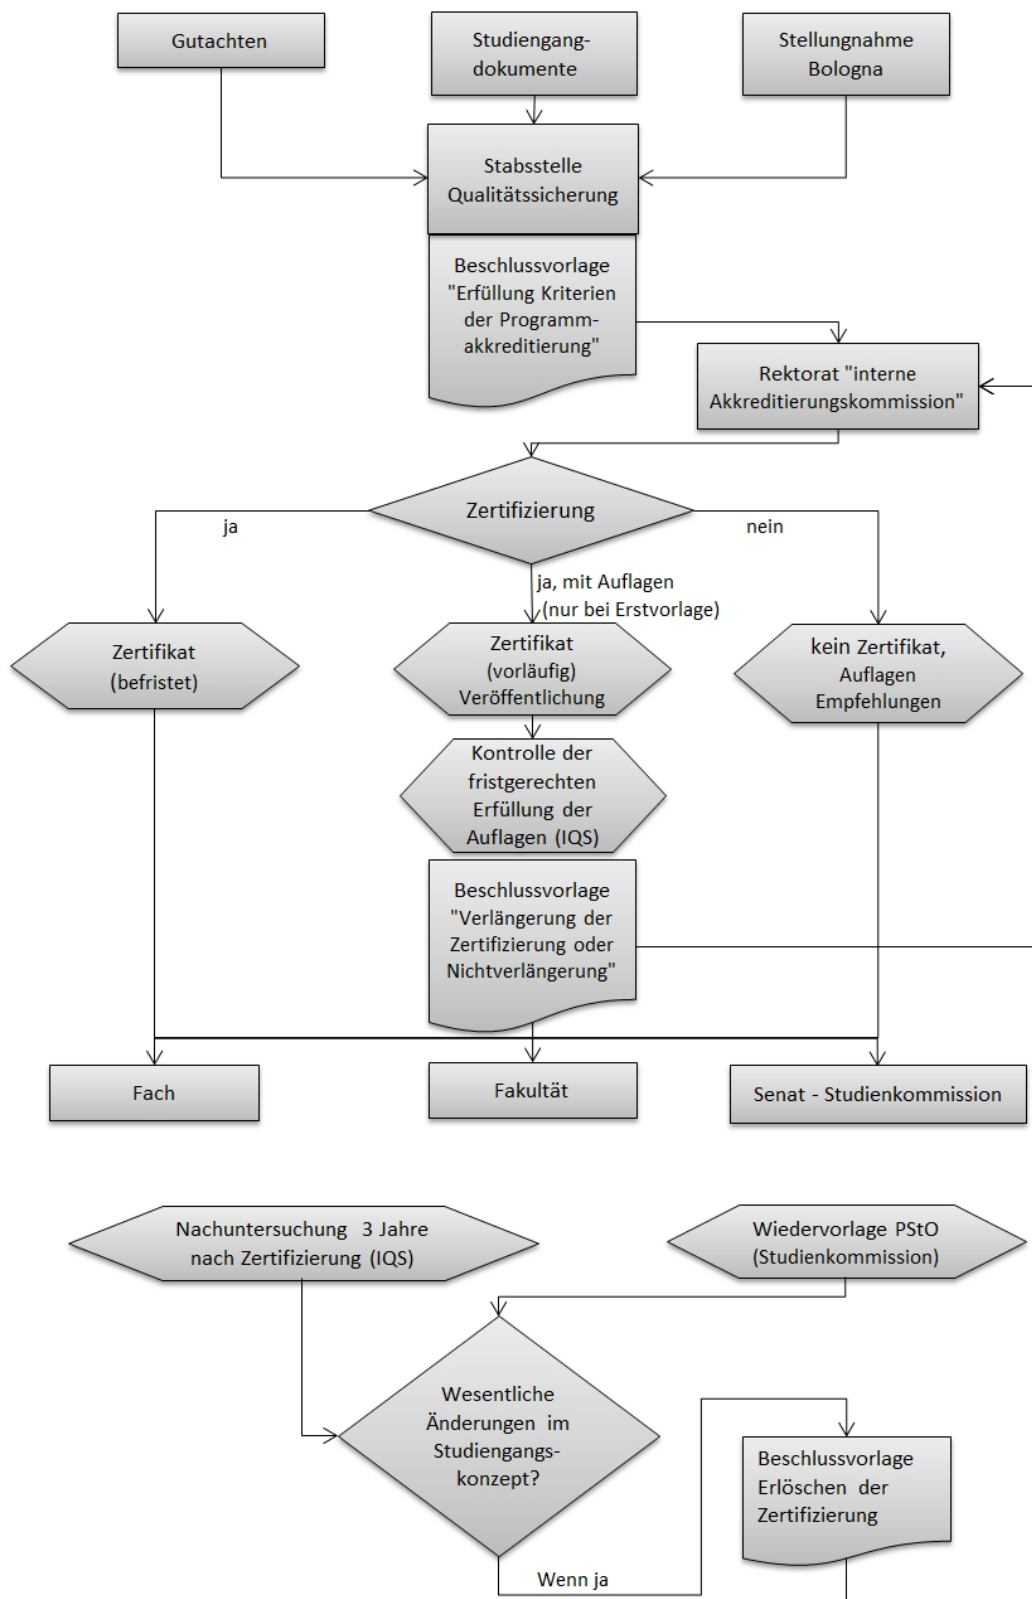 Gutachten
Studiengang-
dokumente
Stellungnahme
Bologna
Stabsstelle
Qualitätssicherung
Beschlussvorlage
"Erfüllung Kriterien
der Programm-
akkreditierung"
Rektorat "interne
Akkreditierungskommission"
Zertifizierung
ja
nein
ja, mit Auflagen
(nur bei Erstvorlage)
Zertifikat
(befristet)
Zertifikat
(vorläufig)
Veröffentlichung
kein Zertifikat,
Auflagen
Empfehlungen
Kontrolle der
fristgerechten
Erfüllung der
Auflagen (IQS)
Beschlussvorlage
"Verlängerung der
Zertifizierung oder
Nichtverlängerung"
Fach
Fakultät
Senat - Studienkommission
Nachuntersuchung 3 Jahre
nach Zertifizierung (IQS)
Wiedervorlage PStO
(Studienkommission)
Wesentliche
Änderungen im
Studiengangs-
konzept?
Beschlussvorlage
Erlöschen der
Zertifizierung
Wenn ja